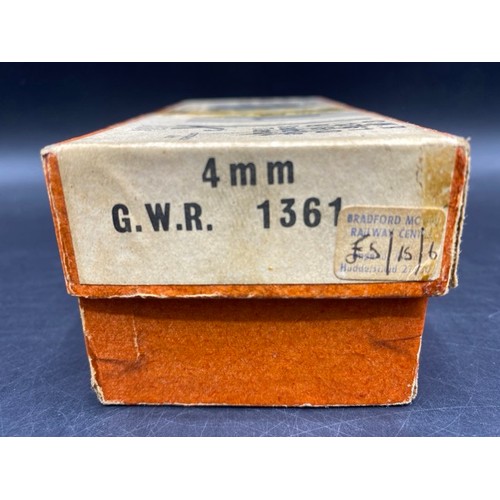 4mm
G.W.R. 1361
BRADFORD MO
RAILWAY CENT
£5/15/6